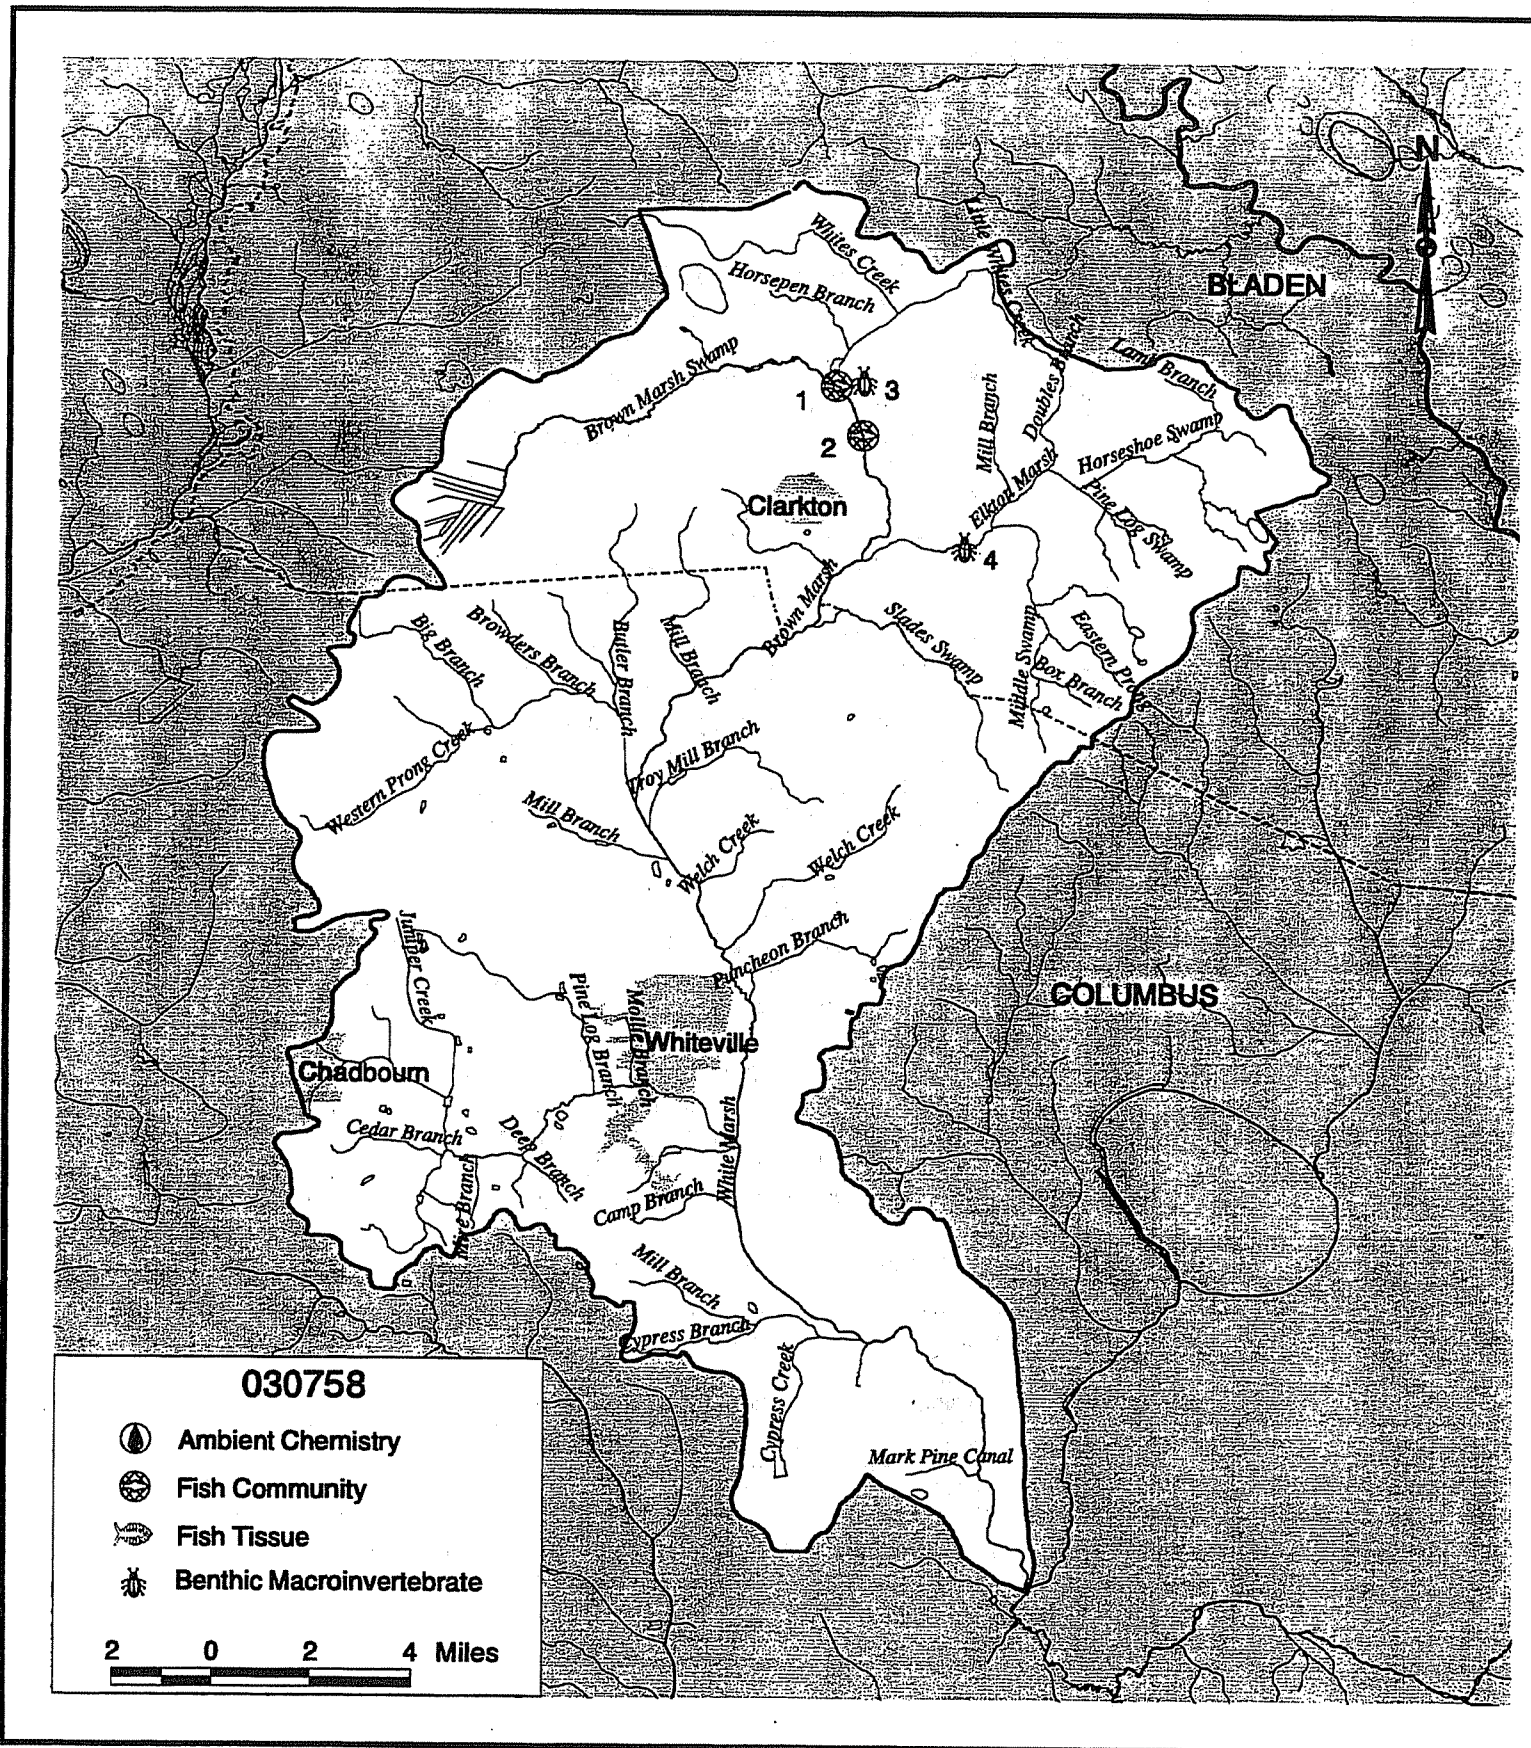 N
Little Whites Creek
Whites Creek
Horsepen Branch
BLADEN
Lamb Branch
Brown Marsh Swamp
Doubles Branch
Mill Branch
1
3
2
Horseshoe Swamp
Elkton Marsh
Pine Log Swamp
Clarkton
4
Brown Marsh
Slades Swamp
Middle Swamp
Eastern Prong
Box Branch
Big Branch
Browders Branch
Butler Branch
Mill Branch
Western Prong Creek
Troy Mill Branch
Mill Branch
Welch Creek
Welch Creek
Puncheon Branch
Juniper Creek
Pine Log Branch
Mollie Branch
Whiteville
COLUMBUS
Chadbourn
Cedar Branch
Deep Branch
White Marsh
Camp Branch
Mill Branch
Cypress Branch
Cypress Creek
Mark Pine Canal
030758
Ambient Chemistry
Fish Community
Fish Tissue
Benthic Macroinvertebrate
2 0 2 4 Miles